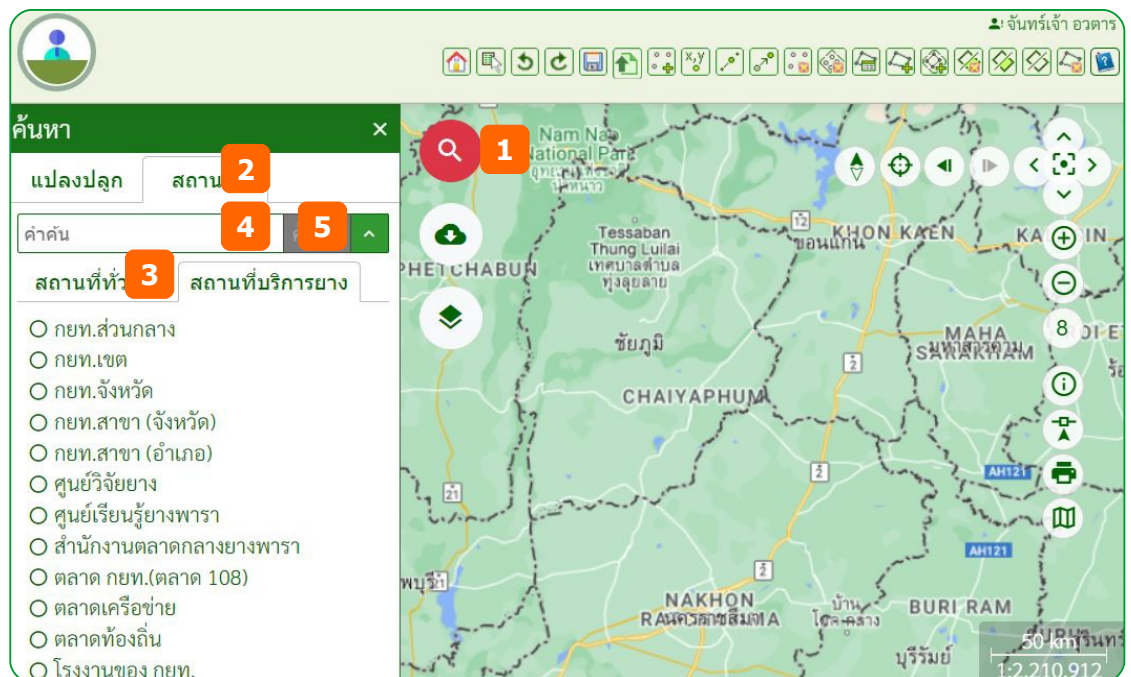 จันทร์เจ้า อวตาร
x,y
ค้นหา
×
1
2
แปลงปลูก
คำค้น
4
5
3
สถานที่บริการยาง
กยท.ส่วนกลาง
กยท.เขต
กยท.จังหวัด
กยท.สาขา (จังหวัด)
กยท.สาขา (อำเภอ)
ศูนย์วิจัยยาง
ศูนย์เรียนรู้ยางพารา
สำนักงานตลาดกลางยางพารา
ตลาด กยท.(ตลาด 108)
ตลาดเครือข่าย
ตลาดท้องถิ่น
โรงงานของ กยท.
Nam Nao
National Park
12
KHON KAEN
ขอนแก่น
Tessaban
Thung Luilai
เทศบาลตำบล
ทุ่งลุยลาย
PHETCHABUN
8
ชัยภูมิ
MAHA
SARAKHAM
มหาสารคาม
2
CHAIYAPHUM
2
AH121
21
AH121
2
21
NAKHON
บ้าน
BURI RAM
บุรีรัมย์
50 km
1:2,210,912